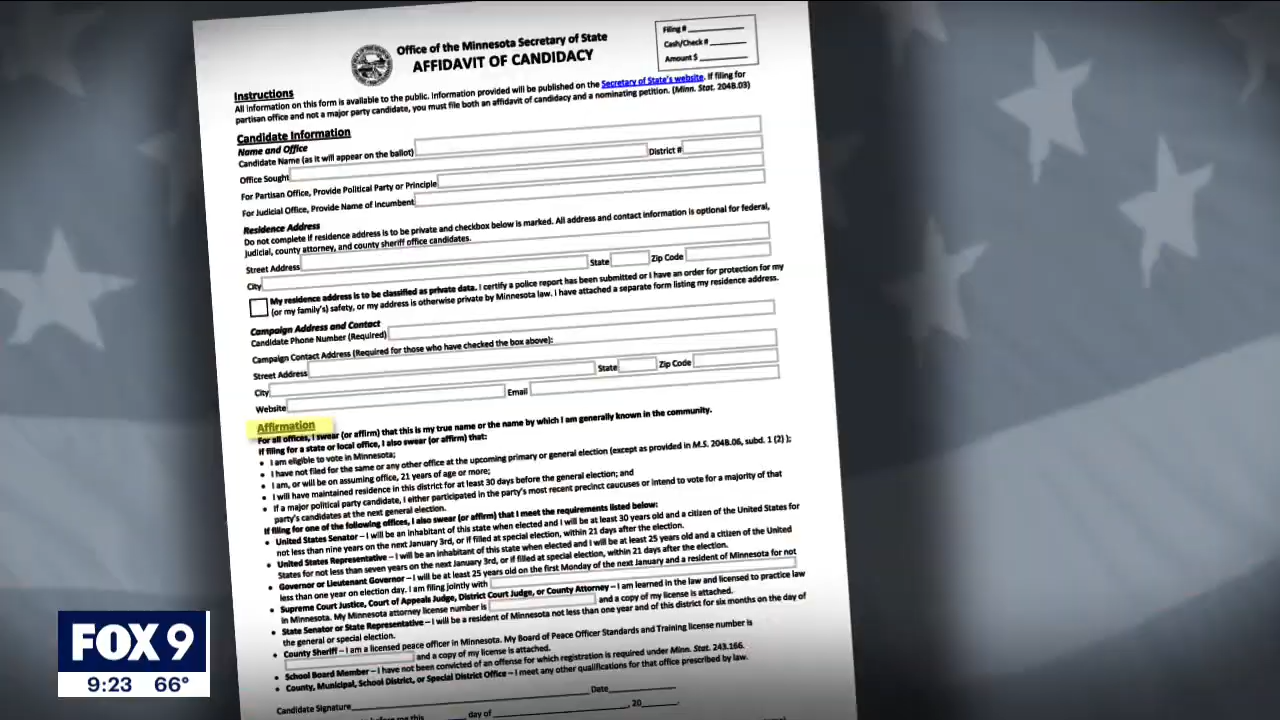 Office of the Minnesota Secretary of State
AFFIDAVIT OF CANDIDACY
Filing #
Cash/Check #
Amount $
Instructions
All information on this form is available to the public. Information provided will be published on the Secretary of State's website. If filing for
partisan office and not a major party candidate, you must file both an affidavit of candidacy and a nominating petition. (Minn. Stat. 204B.03)
Candidate Information
Name and Office
Candidate Name (as it will appear on the ballot)
Office Sought District #
For Partisan Office, Provide Political Party or Principle
For Judicial Office, Provide Name of Incumbent
Residence Address
Do not complete if residence address is to be private and checkbox below is marked. All address and contact information is optional for federal,
judicial, county attorney, and county sheriff office candidates.
Street Address
City State Zip Code
My residence address is to be classified as private data. I certify a police report has been submitted or I have an order for protection for my
(or my family's) safety, or my address is otherwise private by Minnesota law. I have attached a separate form listing my residence address.
Campaign Address and Contact
Candidate Phone Number (Required)
Campaign Contact Address (Required for those who have checked the box above):
Street Address
City State Zip Code
Website Email
Affirmation
For all offices, I swear (or affirm) that this is my true name or the name by which I am generally known in the community.
If filing for a state or local office, I also swear (or affirm) that:
• I am eligible to vote in Minnesota;
• I have not filed for the same or any other office at the upcoming primary or general election (except as provided in M.S. 204B.06, subd. 1 (2) );
• I am, or will be on assuming office, 21 years of age or more;
• I will have maintained residence in this district for at least 30 days before the general election; and
• If a major political party candidate, I either participated in the party's most recent precinct caucuses or intend to vote for a majority of that
party's candidates at the next general election.
If filing for one of the following offices, I also swear (or affirm) that I meet the requirements listed below:
• United States Senator – I will be an inhabitant of this state when elected and I will be at least 30 years old and a citizen of the United States for
not less than nine years on the next January 3rd, or if filled at special election, within 21 days after the election.
• United States Representative – I will be an inhabitant of this state when elected and I will be at least 25 years old and a citizen of the United
States for not less than seven years on the next January 3rd, or if filled at special election, within 21 days after the election.
• Governor or Lieutenant Governor – I will be at least 25 years old on the first Monday of the next January and a resident of Minnesota for not
less than one year on election day. I am filing jointly with
• Supreme Court Justice, Court of Appeals Judge, District Court Judge, or County Attorney – I am learned in the law and licensed to practice law
in Minnesota. My Minnesota attorney license number is and a copy of my license is attached.
• State Senator or State Representative – I will be a resident of Minnesota not less than one year and of this district for six months on the day of
the general or special election.
• County Sheriff – I am a licensed peace officer in Minnesota. My Board of Peace Officer Standards and Training license number is
and a copy of my license is attached.
• School Board Member – I have not been convicted of an offense for which registration is required under Minn. Stat. 243.166.
• County, Municipal, School District, or Special District Office – I meet any other qualifications for that office prescribed by law.
Candidate Signature Date
before me this day of , 20 .
FOX 9
9:23 66°